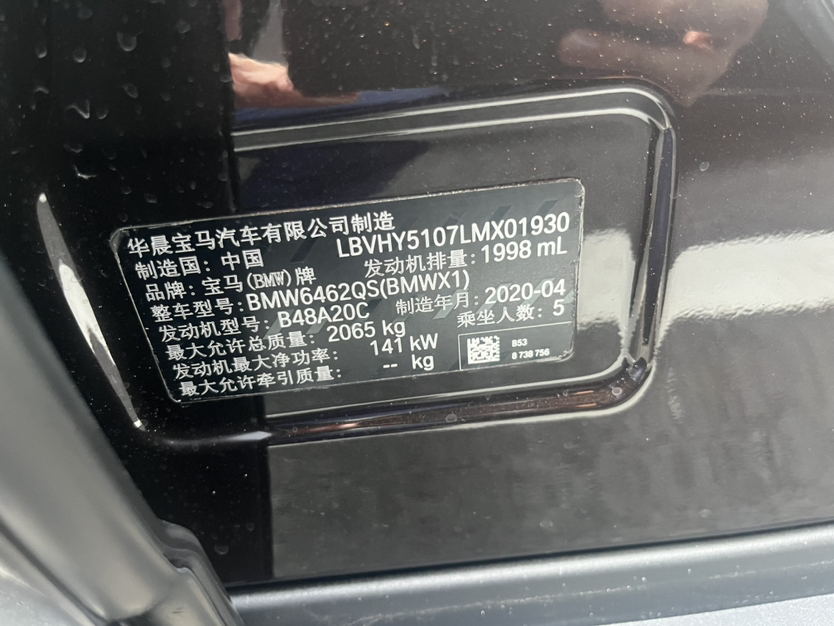 华晨宝马汽车有限公司制造
制造国：中国 LBVHY5107LMX01930
品牌：宝马(BMW)牌 发动机排量：1998 mL
整车型号：BMW6462QS(BMWX1)
发动机型号：B48A20C 制造年月：2020-04
最大允许总质量：2065 kg 乘坐人数：5
发动机最大净功率：141 kW
最大允许牵引质量：-- kg
B53
8 738 756